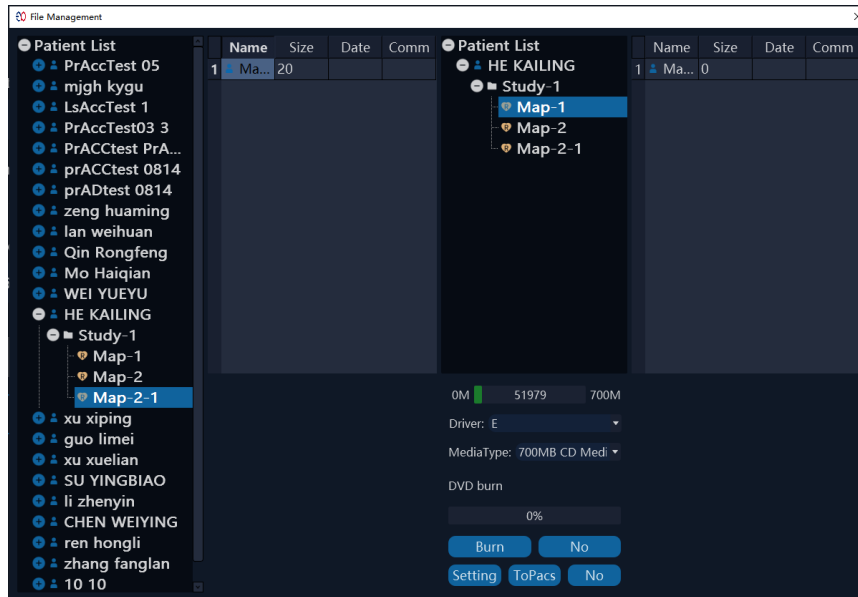 File Management
Patient List
PrAccTest 05
mjgh kygu
LsAccTest 1
PrAccTest03 3
PrACCtest PrA...
prACCtest 0814
prADtest 0814
zeng huaming
lan weihuan
Qin Rongfeng
Mo Haiqian
WEI YUEYU
HE KAILING
Study-1
Map-1
Map-2
Map-2-1
xu xiping
guo limei
xu xuelian
SU YINGBIAO
li zhenyin
CHEN WEIYING
ren hongli
zhang fanglan
10 10
Name Size Date Comm
1 Ma... 20
Patient List
HE KAILING
Study-1
Map-1
Map-2
Map-2-1
Name Size Date Comm
1 Ma... 0
0M 51979 700M
Driver: E
MediaType: 700MB CD Medi
DVD burn
0%
Burn No
Setting ToPacs No